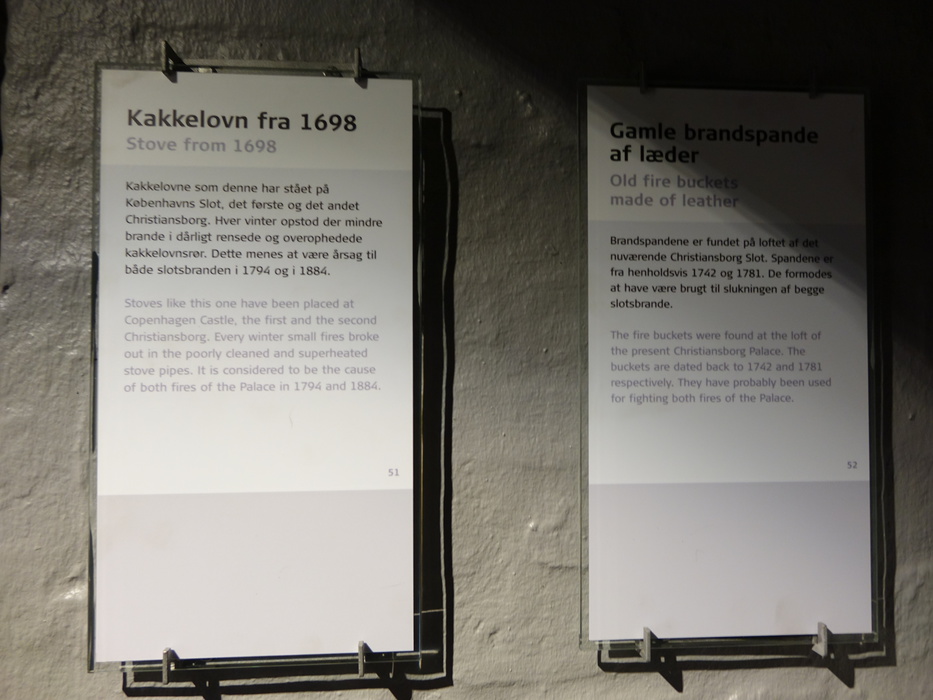 Kakkelovn fra 1698
Stove from 1698
Kakkelovne som denne har stået på
Københavns Slot, det første og det andet
Christiansborg. Hver vinter opstod der mindre
brande i dårligt rensede og overophedede
kakkelovnsrør. Dette menes at være årsag til
både slotsbranden i 1794 og i 1884.
Stoves like this one have been placed at
Copenhagen Castle, the first and the second
Christiansborg. Every winter small fires broke
out in the poorly cleaned and superheated
stove pipes. It is considered to be the cause
of both fires of the Palace in 1794 and 1884.
51
Gamle brandspande
af læder
Old fire buckets
made of leather
Brandspandene er fundet på loftet af det
nuværende Christiansborg Slot. Spandene er
fra henholdsvis 1742 og 1781. De formodes
at have være brugt til slukningen af begge
slotsbrande.
The fire buckets were found at the loft of
the present Christiansborg Palace. The
buckets are dated back to 1742 and 1781
respectively. They have probably been used
for fighting both fires of the Palace.
52